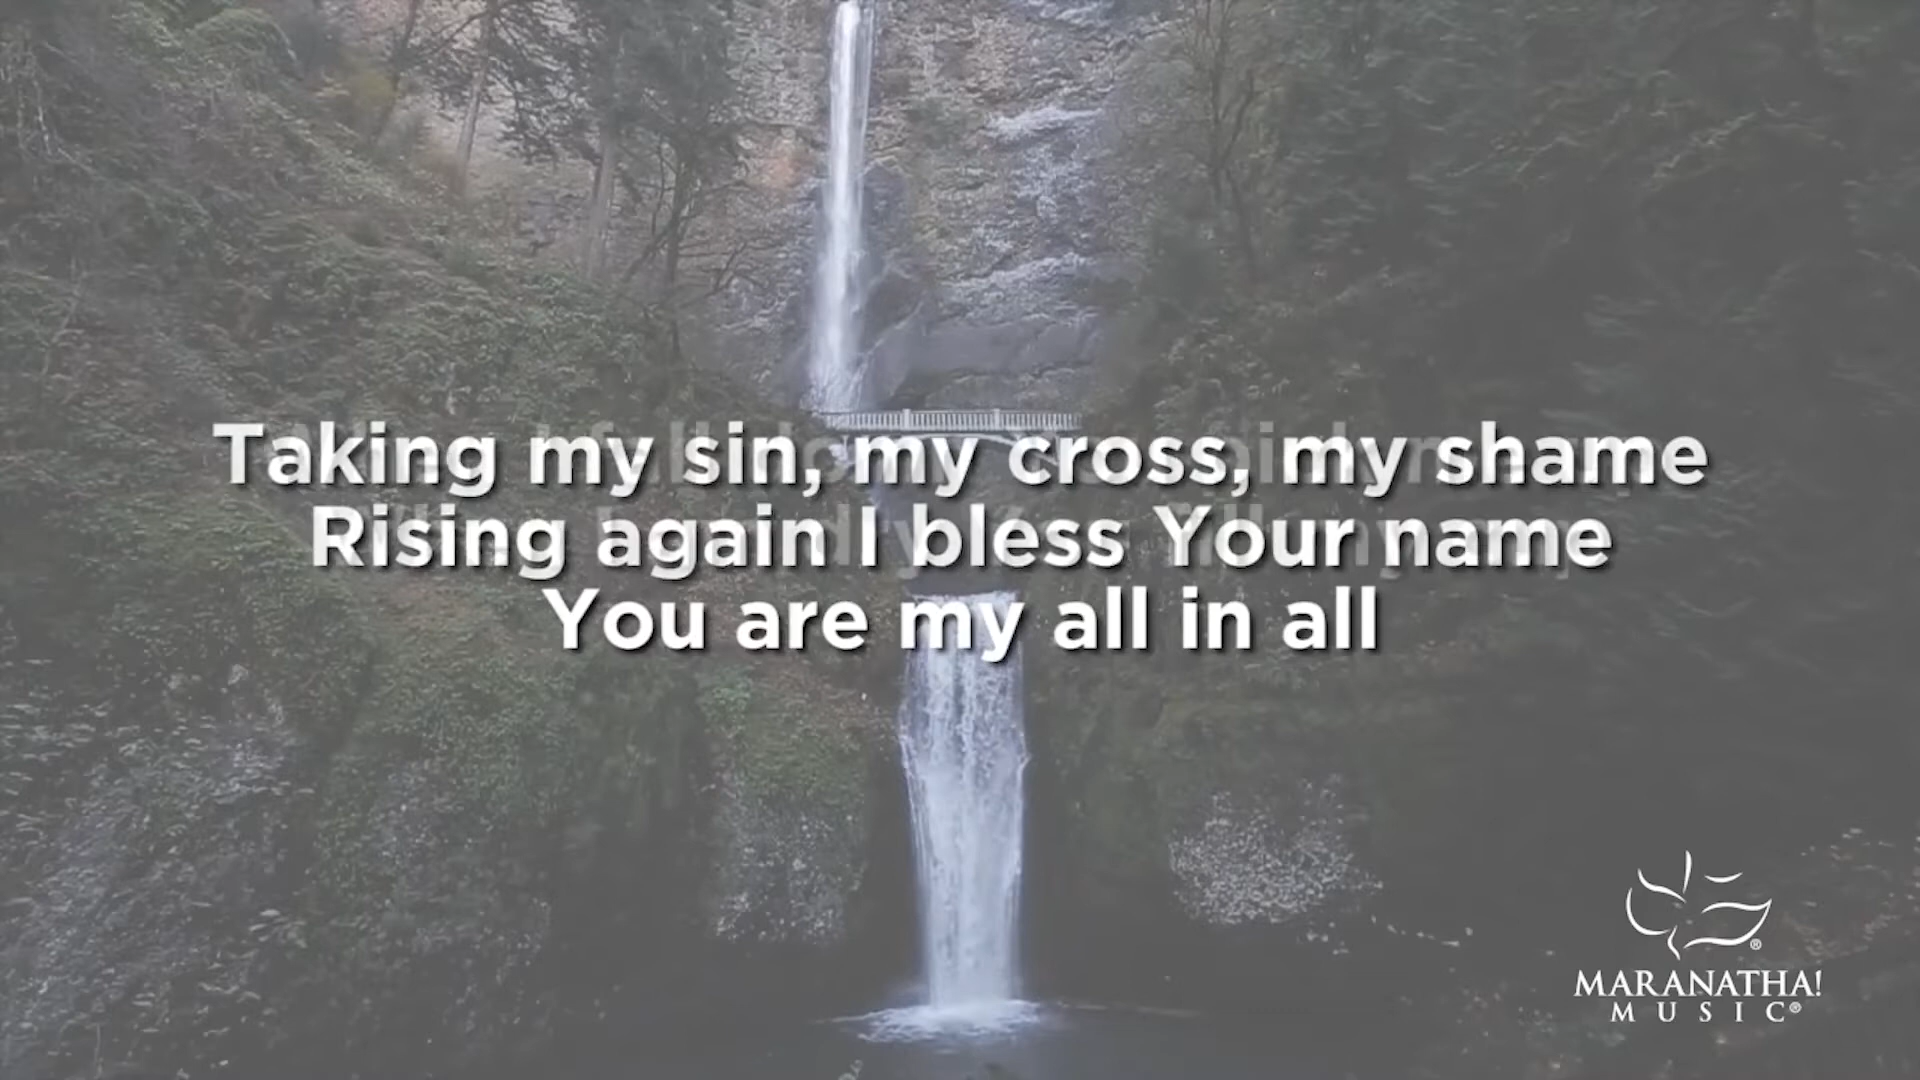 Taking my sin, my cross, my shame
Rising again I bless Your name
You are my all in all
MARANATHA!
MUSIC®